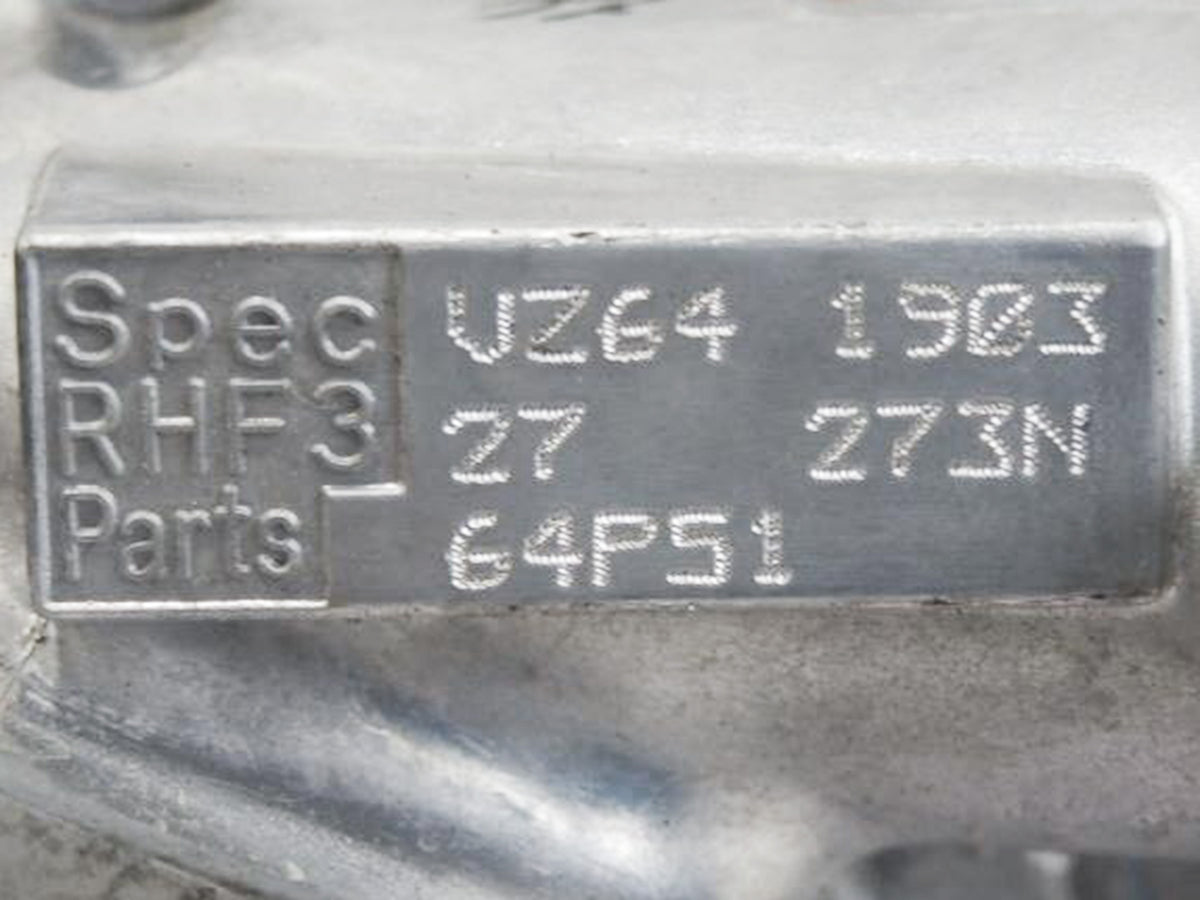 Spec VZ64 1903
RHF3 27 273N
Parts 64PS1